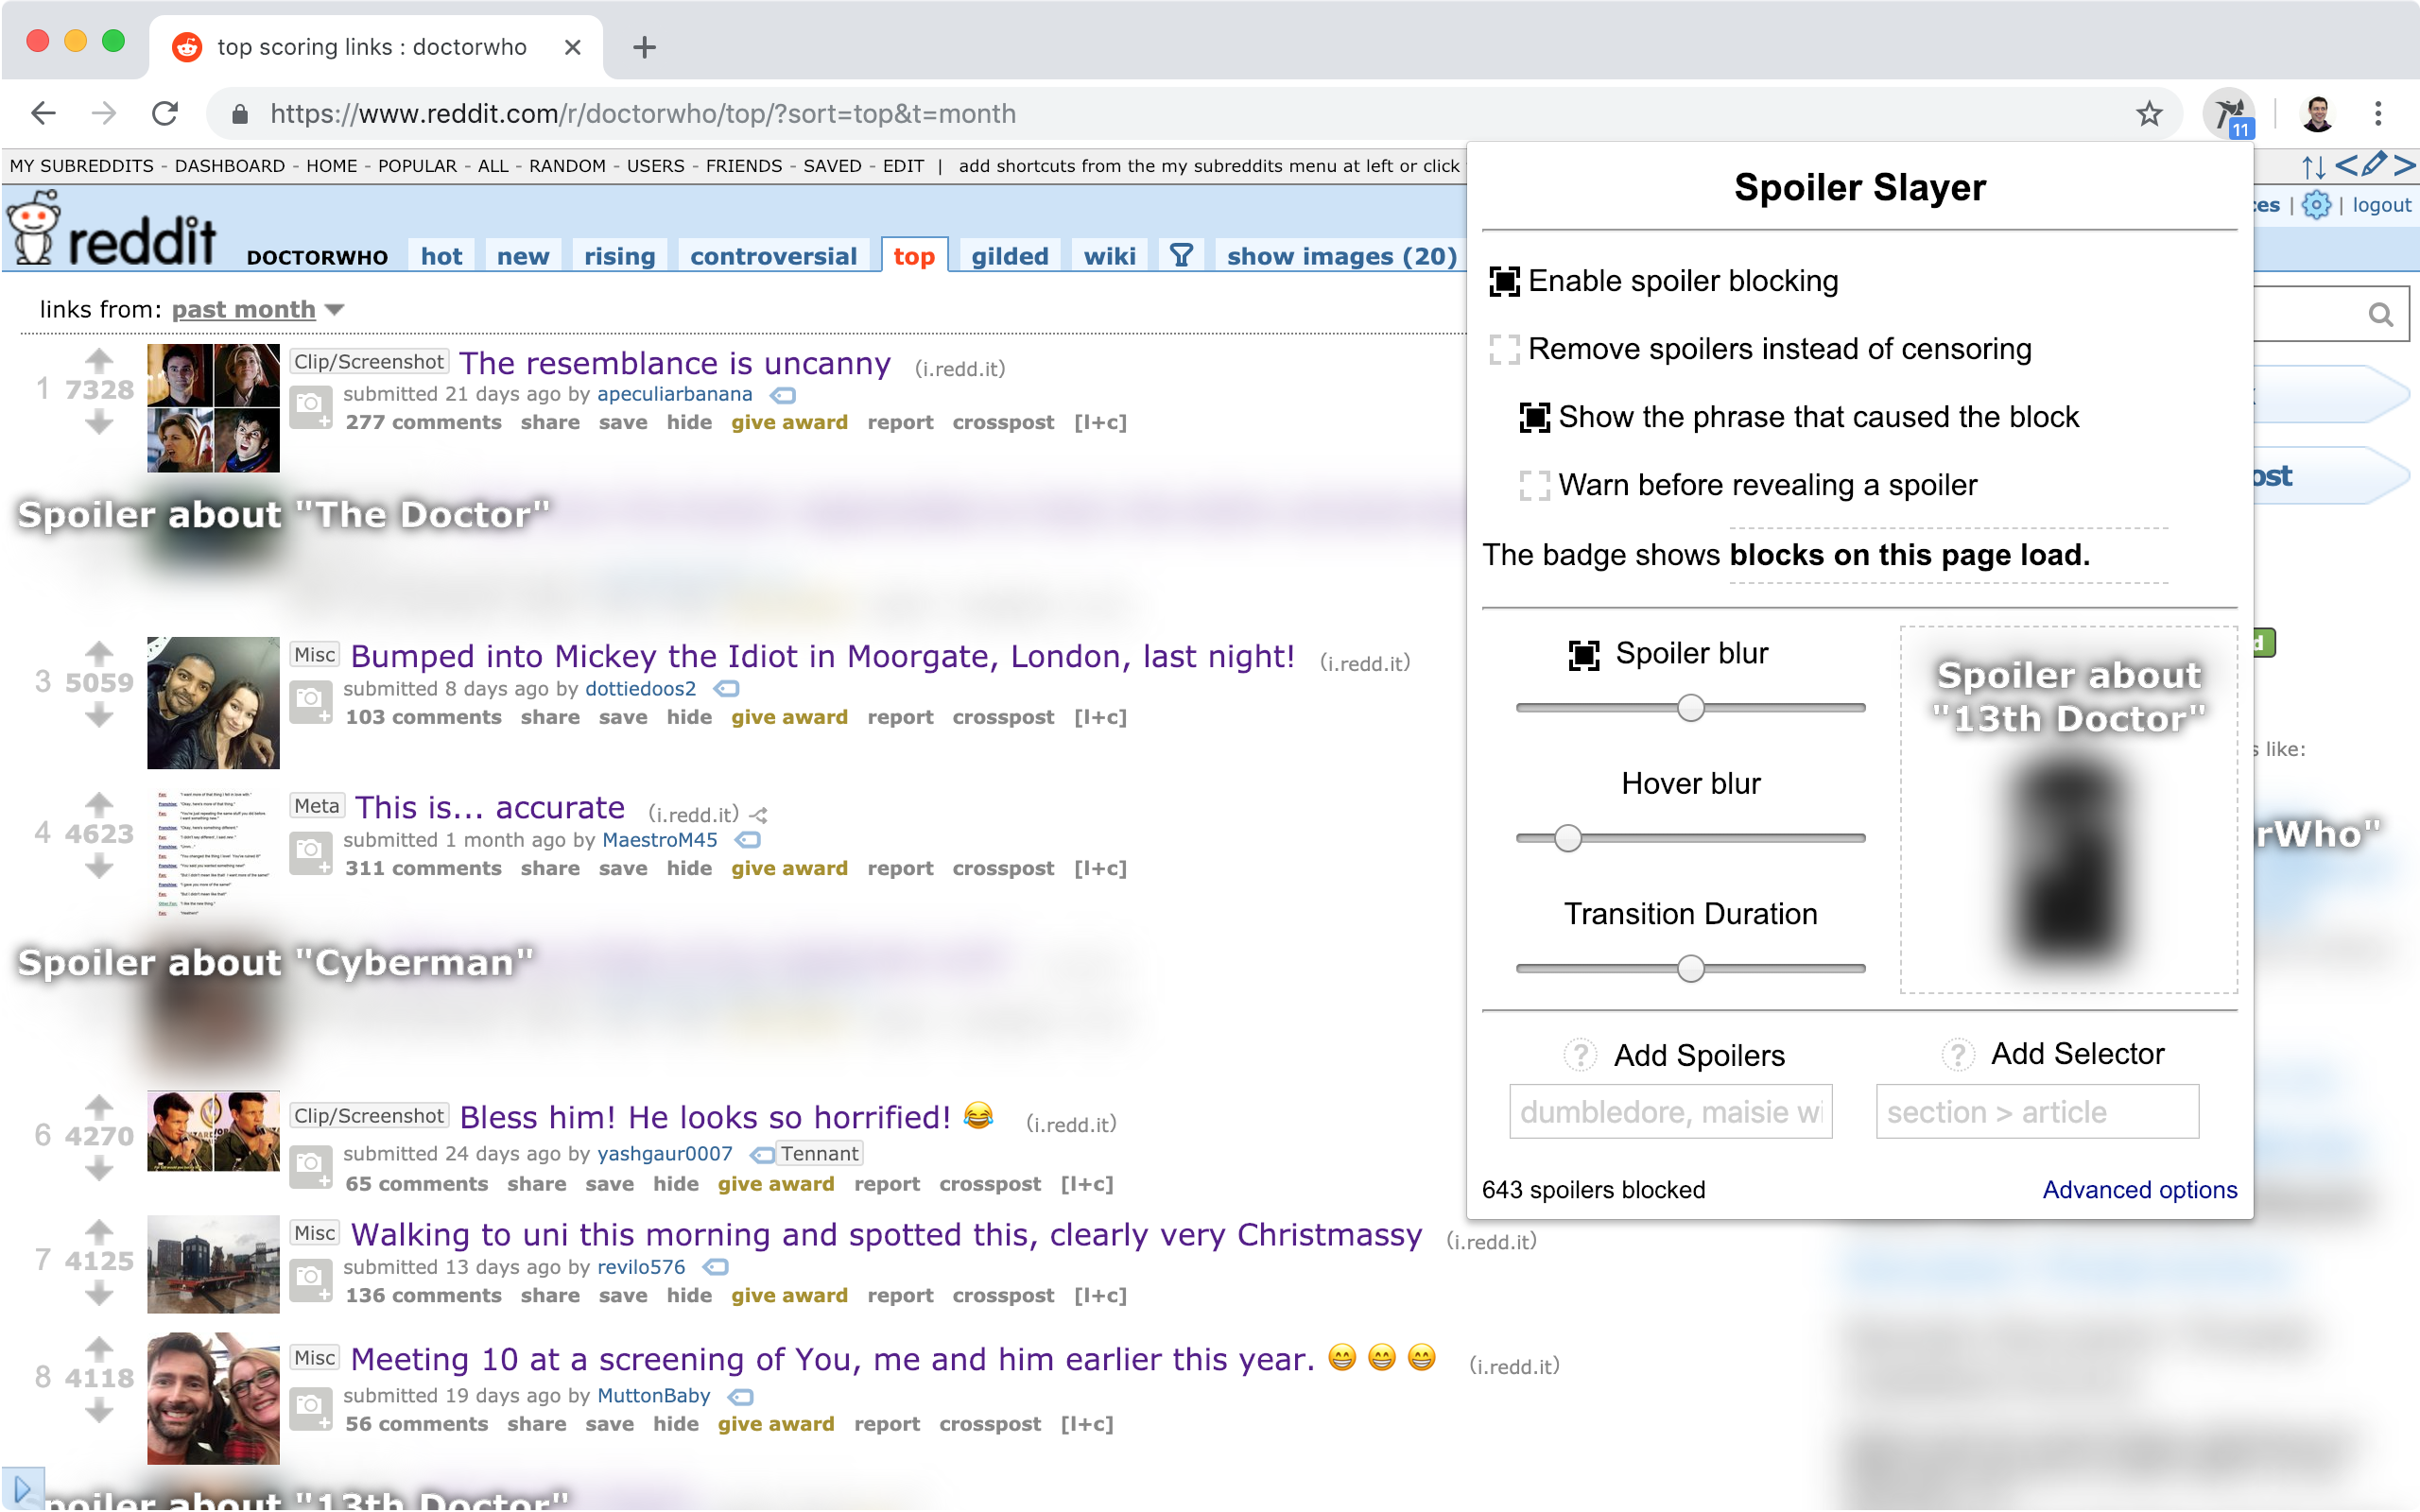 top scoring links : doctorwho
https://www.reddit.com/r/doctorwho/top/?sort=top&t=month
11
MY SUBREDDITS - DASHBOARD - HOME - POPULAR - ALL - RANDOM - USERS - FRIENDS - SAVED - EDIT | add shortcuts from the my subreddits menu at left or click
| logout
reddit DOCTORWHO hot new rising controversial top gilded wiki show images (20)
links from: past month
1 7328 Clip/Screenshot The resemblance is uncanny (i.redd.it)
submitted 21 days ago by apeculiarbanana
277 comments share save hide give award report crosspost [l+c]
Spoiler about "The Doctor"
3 5059 Misc Bumped into Mickey the Idiot in Moorgate, London, last night! (i.redd.it)
submitted 8 days ago by dottiedoos2
103 comments share save hide give award report crosspost [l+c]
4 4623 Meta This is... accurate (i.redd.it)
submitted 1 month ago by MaestroM45
311 comments share save hide give award report crosspost [l+c]
Spoiler about "Cyberman"
6 4270 Clip/Screenshot Bless him! He looks so horrified! 😂 (i.redd.it)
submitted 24 days ago by yashgaur0007 Tennant
65 comments share save hide give award report crosspost [l+c]
7 4125 Misc Walking to uni this morning and spotted this, clearly very Christmassy (i.redd.it)
submitted 13 days ago by revilo576
136 comments share save hide give award report crosspost [l+c]
8 4118 Misc Meeting 10 at a screening of You, me and him earlier this year. 😁 😁 😁 (i.redd.it)
submitted 19 days ago by MuttonBaby
56 comments share save hide give award report crosspost [l+c]
Spoiler about "13th Doctor"
Spoiler Slayer
Enable spoiler blocking
Remove spoilers instead of censoring
Show the phrase that caused the block
Warn before revealing a spoiler
The badge shows blocks on this page load.
Spoiler blur
Hover blur
Transition Duration
Spoiler about
"13th Doctor"
? Add Spoilers
dumbledore, maisie wi
? Add Selector
section > article
643 spoilers blocked
Advanced options
ost
s like:
rWho"